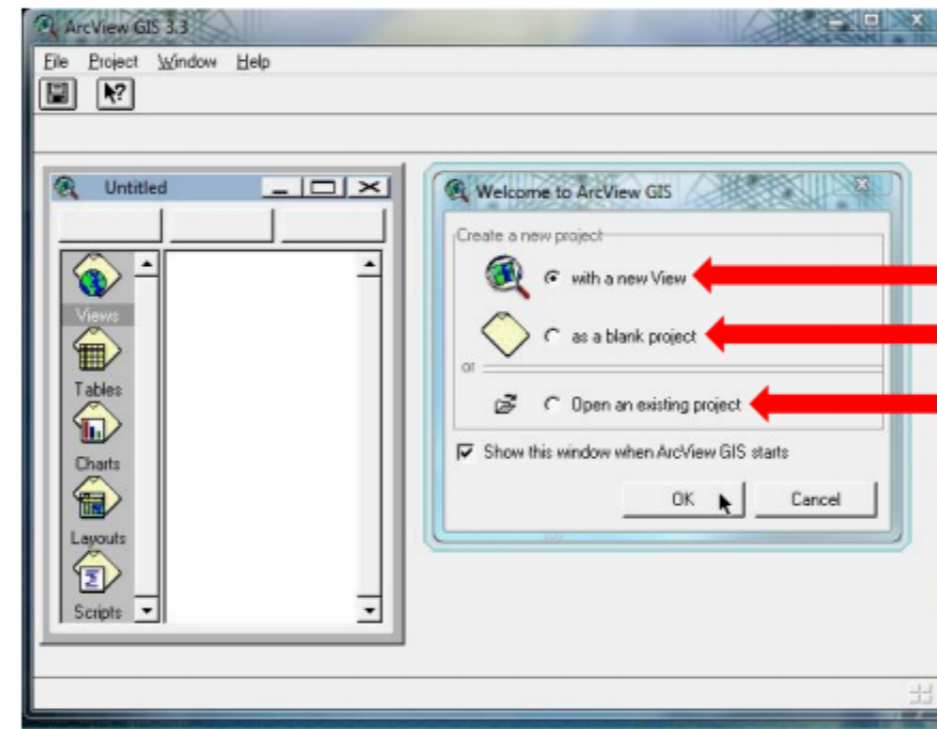 ArcView GIS 3.3
File Project Window Help
Untitled
Views
Tables
Charts
Layouts
Scripts
Welcome to ArcView GIS
Create a new project
with a new View
as a blank project
or
Open an existing project
Show this window when ArcView GIS starts
OK Cancel